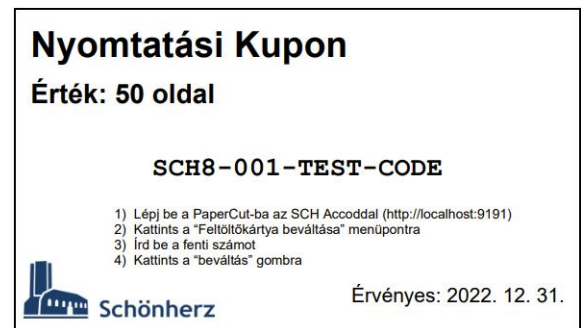 Nyomtatási Kupon
Érték: 50 oldal
SCH8-001-TEST-CODE
1) Lépj be a PaperCut-ba az SCH Accoddal (http://localhost:9191)
2) Kattints a “Feltöltőkártya beváltása” menüpontra
3) Írd be a fenti számot
4) Kattints a “beváltás” gombra
Schönherz
Érvényes: 2022. 12. 31.